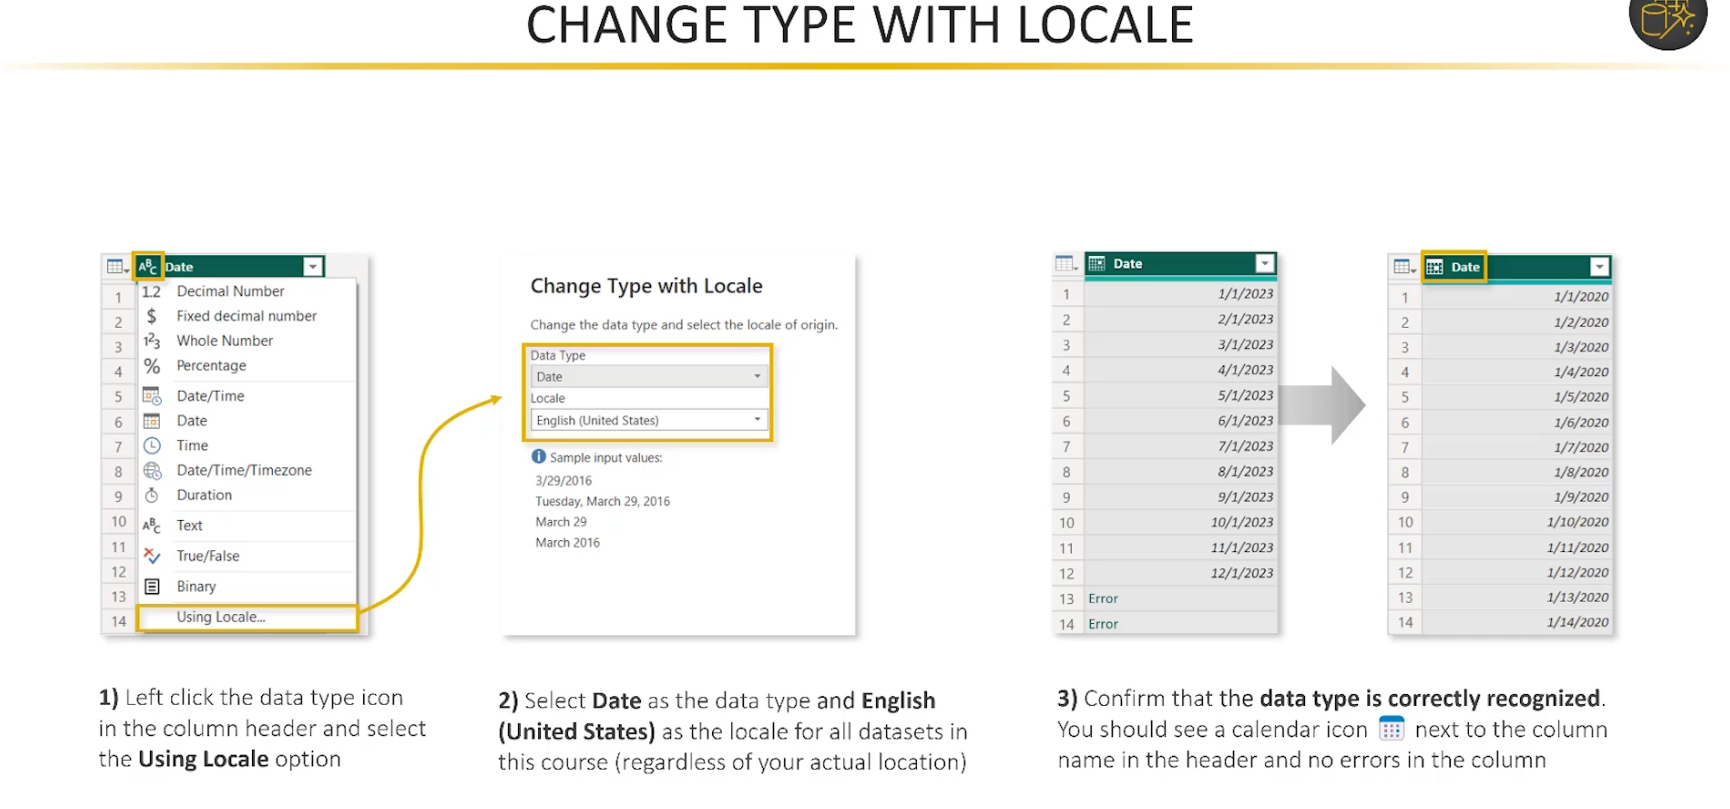 CHANGE TYPE WITH LOCALE
ABC Date
1
2
3
4
5
6
7
8
9
10
11
12
13
14
1.2 Decimal Number
$ Fixed decimal number
123 Whole Number
% Percentage
Date/Time
Date
Time
Date/Time/Timezone
Duration
ABC Text
True/False
Binary
Using Locale...
1) Left click the data type icon
in the column header and select
the Using Locale option
Change Type with Locale
Change the data type and select the locale of origin.
Data Type
Date
Locale
English (United States)
Sample input values:
3/29/2016
Tuesday, March 29, 2016
March 29
March 2016
2) Select Date as the data type and English
(United States) as the locale for all datasets in
this course (regardless of your actual location)
Date
1 1/1/2023
2 2/1/2023
3 3/1/2023
4 4/1/2023
5 5/1/2023
6 6/1/2023
7 7/1/2023
8 8/1/2023
9 9/1/2023
10 10/1/2023
11 11/1/2023
12 12/1/2023
13 Error
14 Error
Date
1 1/1/2020
2 1/2/2020
3 1/3/2020
4 1/4/2020
5 1/5/2020
6 1/6/2020
7 1/7/2020
8 1/8/2020
9 1/9/2020
10 1/10/2020
11 1/11/2020
12 1/12/2020
13 1/13/2020
14 1/14/2020
3) Confirm that the data type is correctly recognized.
You should see a calendar icon next to the column
name in the header and no errors in the column